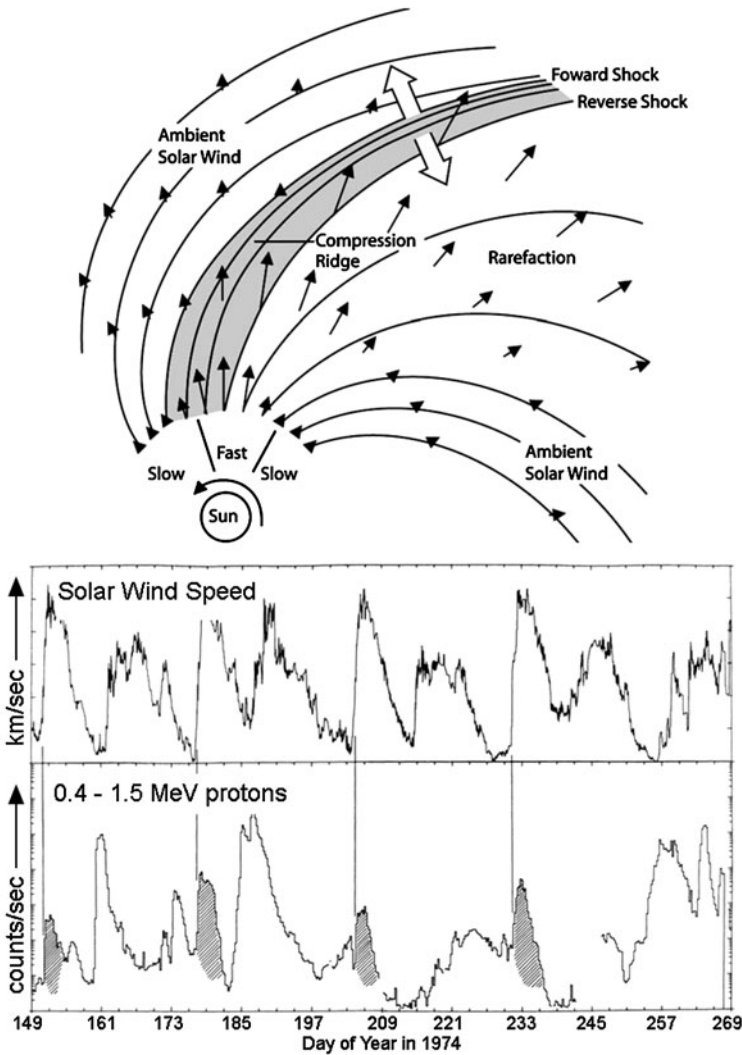 Foward Shock
Reverse Shock
Ambient
Solar Wind
Compression
Ridge
Rarefaction
Fast
Slow
Slow
Ambient
Solar Wind
Sun
Solar Wind Speed
km/sec
0.4 - 1.5 MeV protons
counts/sec
149 161 173 185 197 209 221 233 245 257 269
Day of Year in 1974